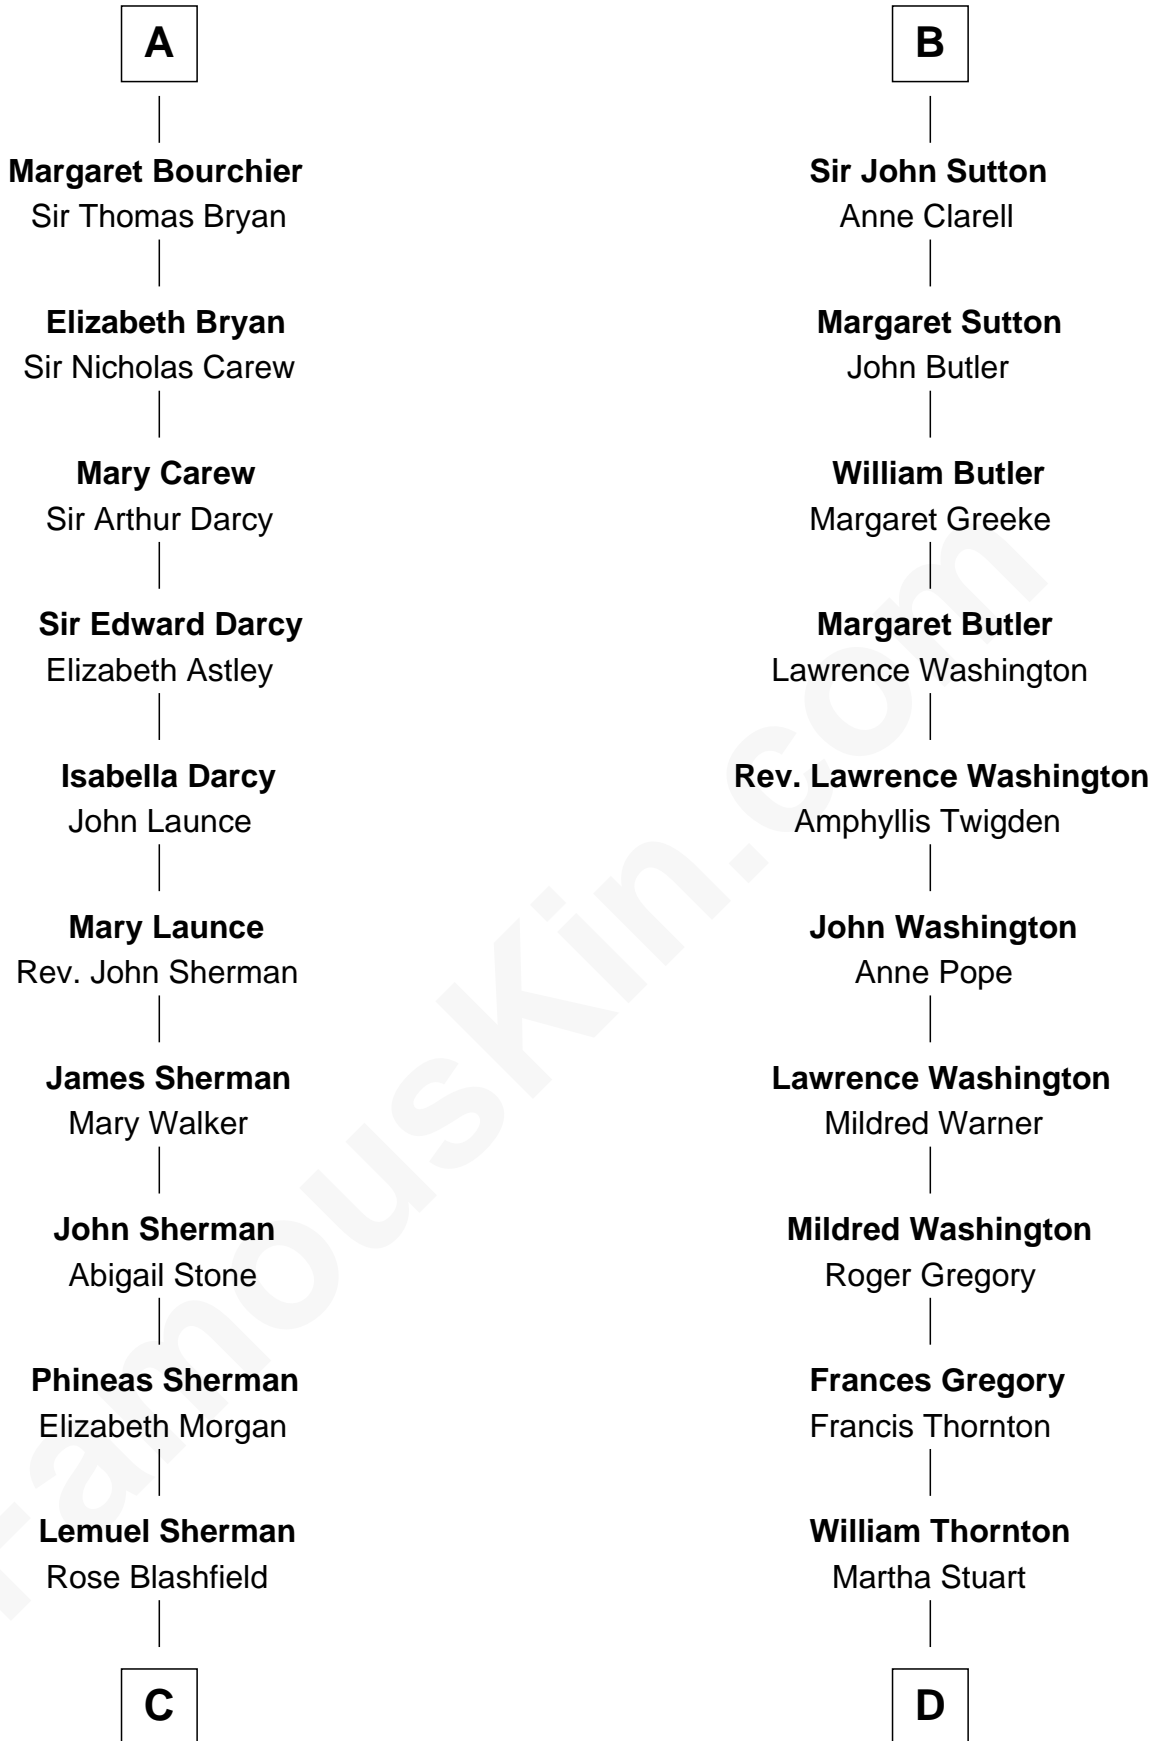 A
Margaret Bourchier
Sir Thomas Bryan
Elizabeth Bryan
Sir Nicholas Carew
Mary Carew
Sir Arthur Darcy
Sir Edward Darcy
Elizabeth Astley
Isabella Darcy
John Launce
Mary Launce
Rev. John Sherman
James Sherman
Mary Walker
John Sherman
Abigail Stone
Phineas Sherman
Elizabeth Morgan
Lemuel Sherman
Rose Blashfield
C
B
Sir John Sutton
Anne Clarell
Margaret Sutton
John Butler
William Butler
Margaret Greeke
Margaret Butler
Lawrence Washington
Rev. Lawrence Washington
Amphyllis Twigden
John Washington
Anne Pope
Lawrence Washington
Mildred Warner
Mildred Washington
Roger Gregory
Frances Gregory
Francis Thornton
William Thornton
Martha Stuart
D
FamousKin.com